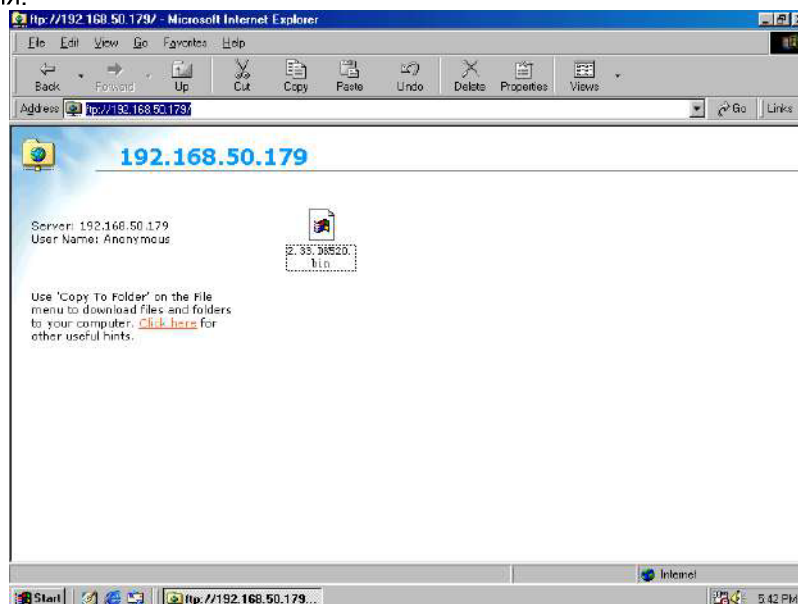 ftp://192.168.50.179/ - Microsoft Internet Explorer
File Edit View Go Favorites Help
Back Forward Up Cut Copy Paste Undo Delete Properties Views
Address ftp://192.168.50.179/ Go Links
192.168.50.179
Server: 192.168.50.179
User Name: Anonymous
bin
Use 'Copy To Folder' on the File
menu to download files and folders
to your computer. Click here for
other useful hints.
Internet
Start ftp://192.168.50.179... 5:42 PM